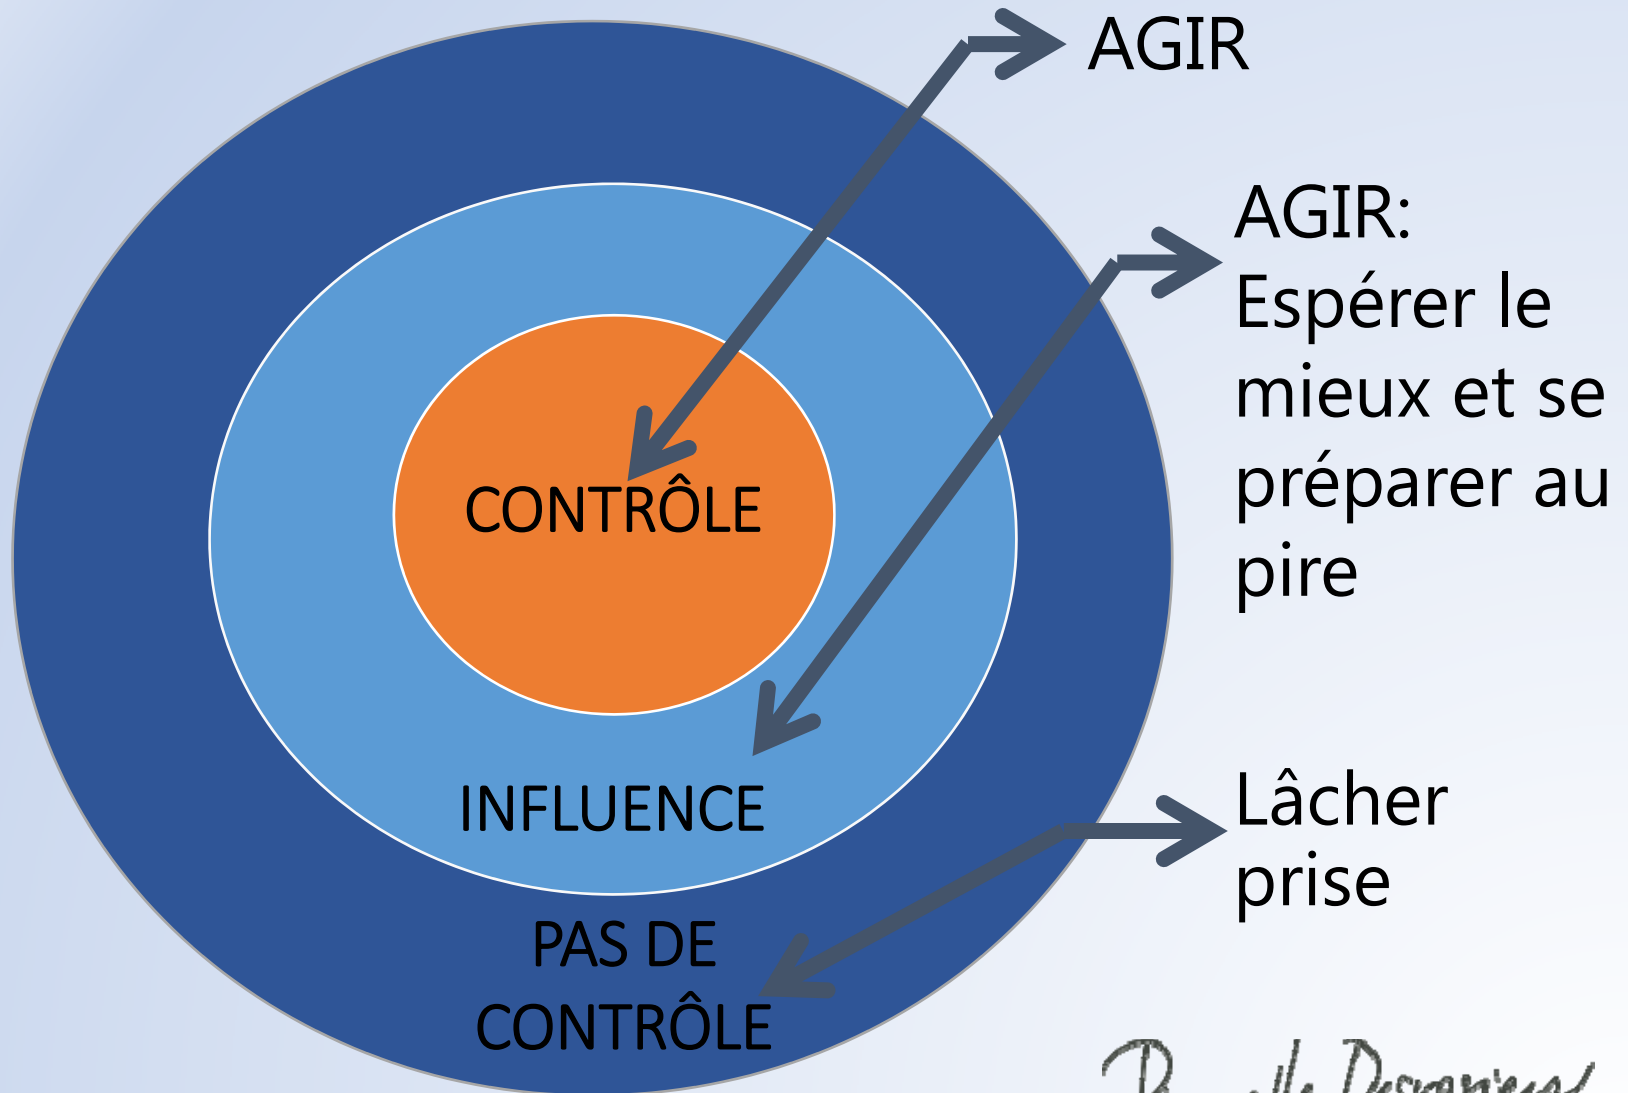 AGIR
AGIR:
Espérer le
mieux et se
préparer au
pire
CONTRÔLE
INFLUENCE
Lâcher
prise
PAS DE
CONTRÔLE